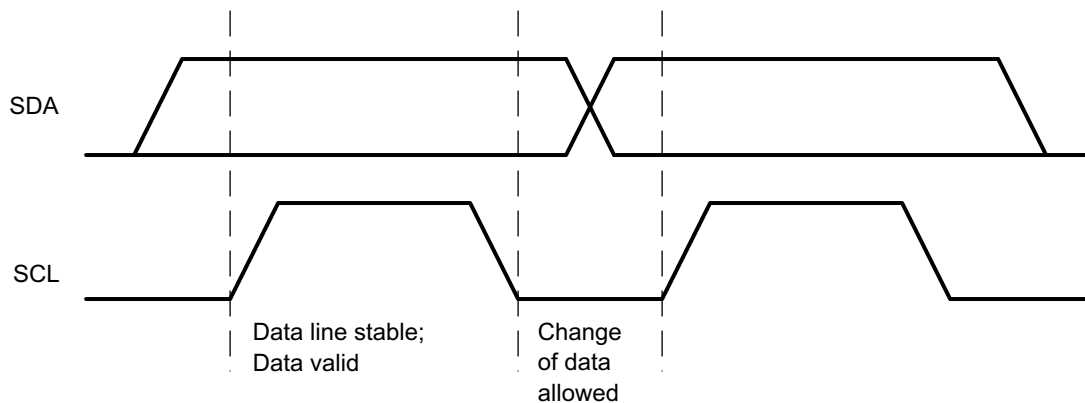 SDA
SCL
Data line stable;
Data valid
Change
of data
allowed